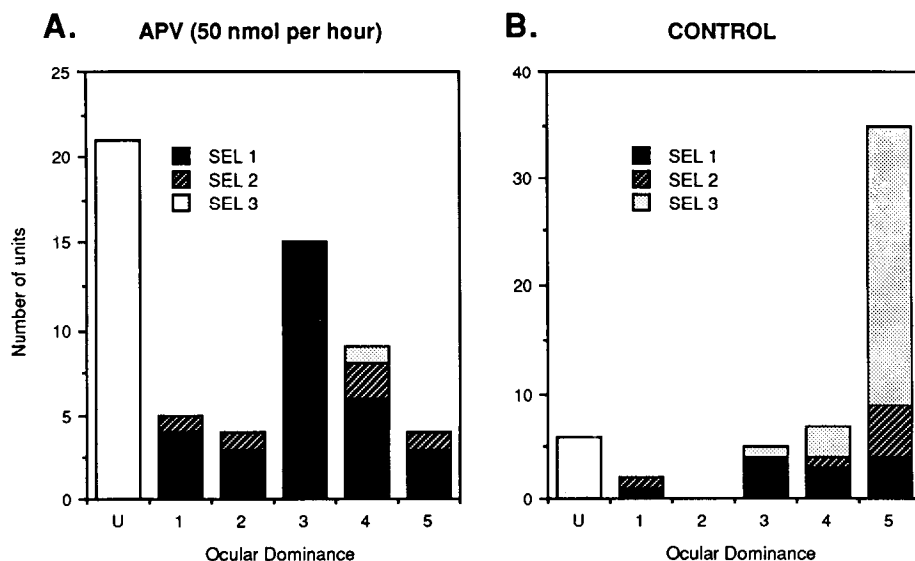 A. APV (50 nmol per hour)
25
20
15
10
5
0
Number of units
SEL 1
SEL 2
SEL 3
U 1 2 3 4 5
Ocular Dominance
B. CONTROL
40
30
20
10
0
SEL 1
SEL 2
SEL 3
U 1 2 3 4 5
Ocular Dominance